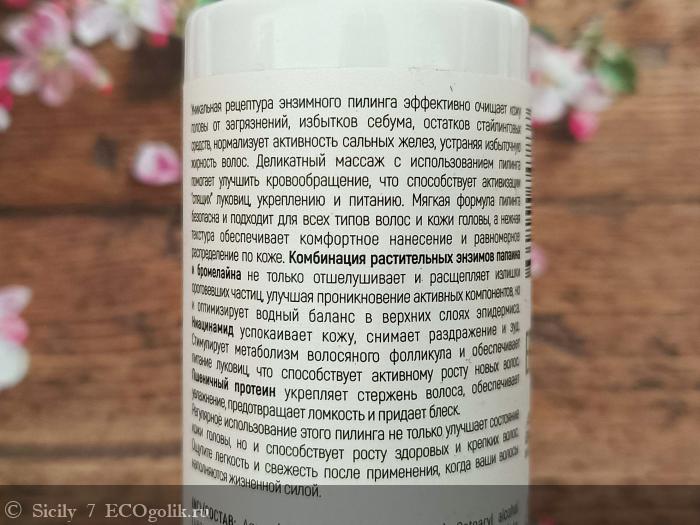 Уникальная рецептура энзимного пилинга эффективно очищает кожу
головы от загрязнений, избытков себума, остатков стайлинговых
средств, нормализует активность сальных желез, устраняя избыточную
жирность волос. Деликатный массаж с использованием пилинга
помогает улучшить кровообращение, что способствует активизации
"спящих" луковиц, укреплению и питанию. Мягкая формула пилинга
безопасна и подходит для всех типов волос и кожи головы, а нежная
текстура обеспечивает комфортное нанесение и равномерное
распределение по коже. Комбинация растительных энзимов папаина
и бромелайна не только отшелушивает и расщепляет излишки
ороговевших частиц, улучшая проникновение активных компонентов, но
и оптимизирует водный баланс в верхних слоях эпидермиса.
Ниацинамид успокаивает кожу, снимает раздражение и зуд.
Стимулирует метаболизм волосяного фолликула и обеспечивает
питание луковиц, что способствует активному росту новых волос.
Пшеничный протеин укрепляет стержень волоса, обеспечивает
увлажнение, предотвращает ломкость и придает блеск.
Регулярное использование этого пилинга не только улучшает состояние
кожи головы, но и способствует росту здоровых и крепких волос.
Ощутите легкость и свежесть после применения, когда ваши волосы
наполняются жизненной силой.
Cetearyl alcohol
© Sicily 7 ECOgolik.ru